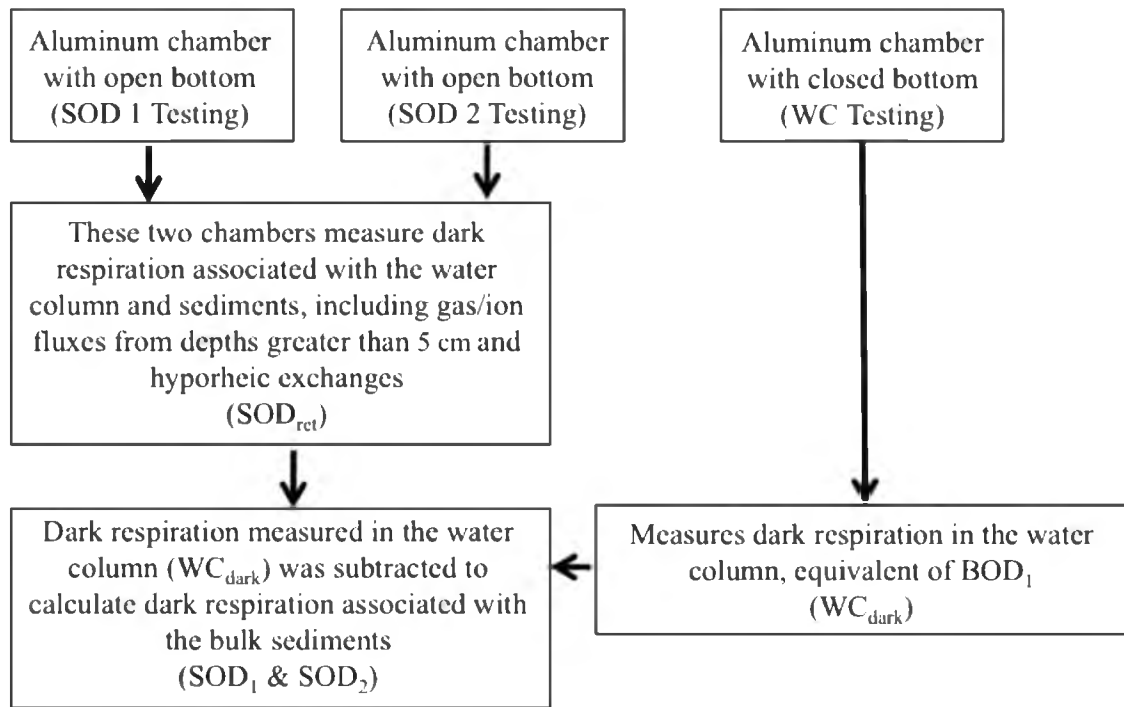 Aluminum chamber
with open bottom
(SOD 1 Testing)
Aluminum chamber
with open bottom
(SOD 2 Testing)
Aluminum chamber
with closed bottom
(WC Testing)
These two chambers measure dark
respiration associated with the water
column and sediments, including gas/ion
fluxes from depths greater than 5 cm and
hyporheic exchanges
(SOD_ret)
Dark respiration measured in the water
column (WC_dark) was subtracted to
calculate dark respiration associated with
the bulk sediments
(SOD₁ & SOD₂)
Measures dark respiration in the water
column, equivalent of BOD₁
(WC_dark)